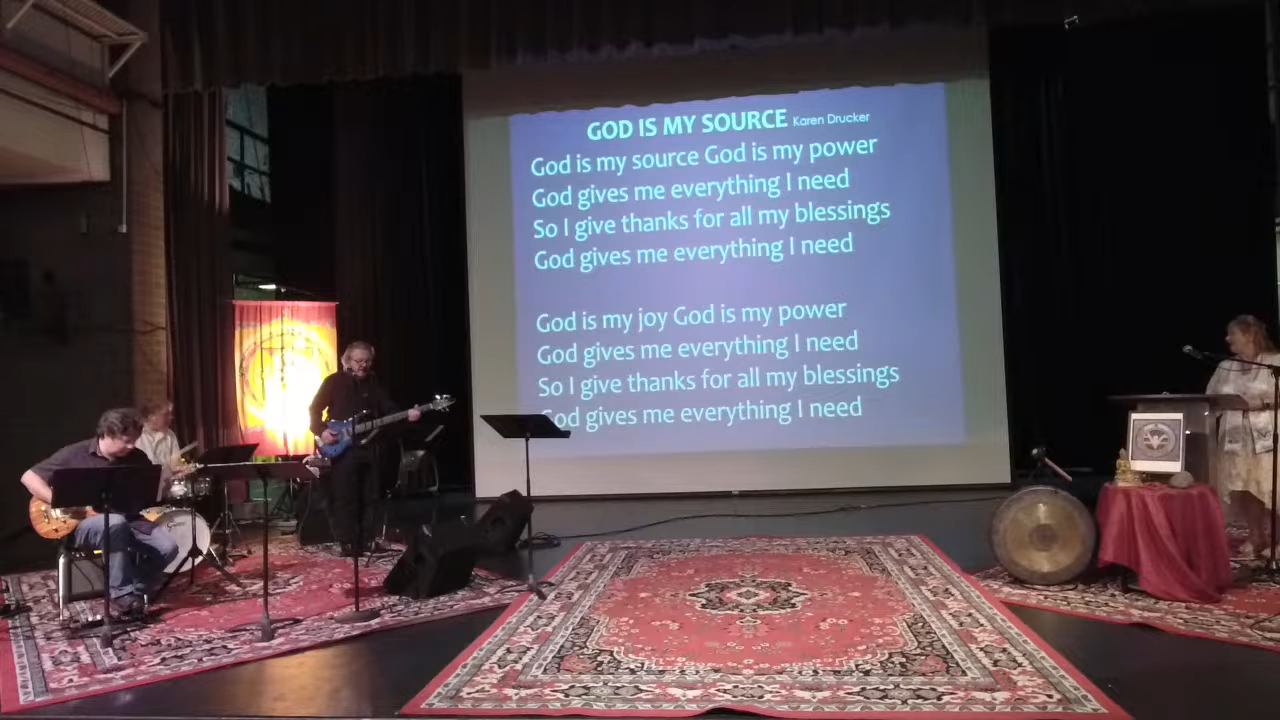 GOD IS MY SOURCE Karen Drucker
God is my source God is my power
God gives me everything I need
So I give thanks for all my blessings
God gives me everything I need
God is my joy God is my power
God gives me everything I need
So I give thanks for all my blessings
God gives me everything I need